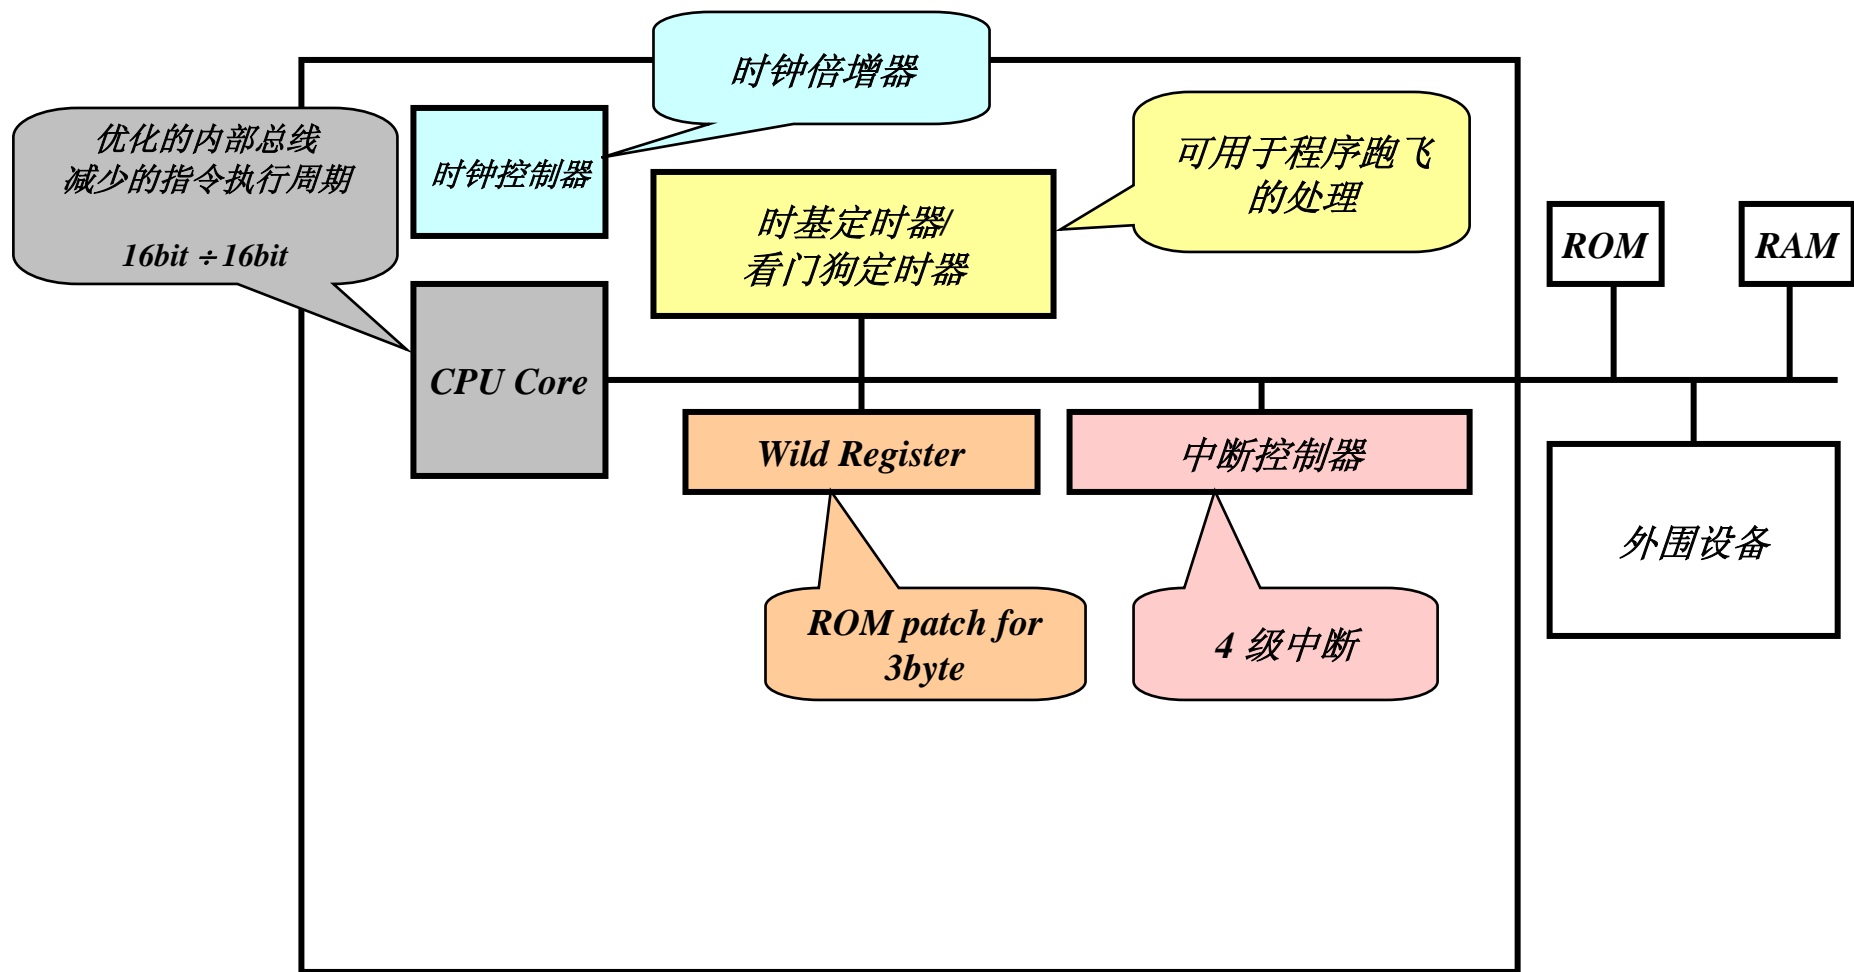 时钟倍增器
优化的内部总线
减少的指令执行周期
16bit ÷16bit
时钟控制器
可用于程序跑飞
的处理
时基定时器/
看门狗定时器
ROM
RAM
CPU Core
Wild Register
中断控制器
外围设备
ROM patch for
3byte
4 级中断